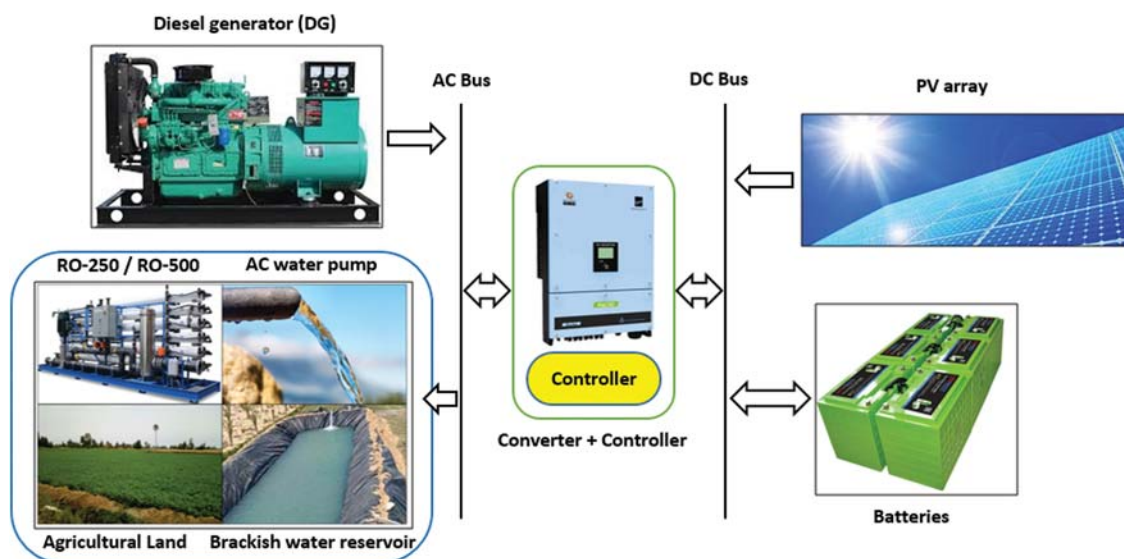 Diesel generator (DG)
AC Bus
DC Bus
PV array
RO-250 / RO-500
AC water pump
Controller
Converter + Controller
Agricultural Land
Brackish water reservoir
Batteries